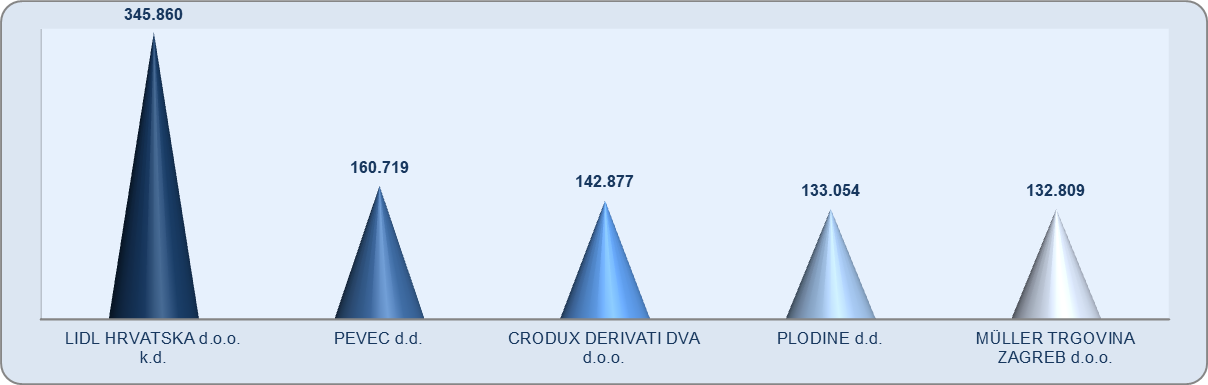 345.860
160.719
142.877
133.054
132.809
LIDL HRVATSKA d.o.o.
k.d.
PEVEC d.d.
CRODUX DERIVATI DVA
d.o.o.
PLODINE d.d.
MÜLLER TRGOVINA
ZAGREB d.o.o.